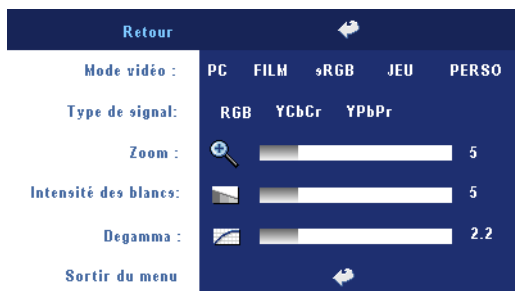 Retour
Mode vidéo : PC FILM sRGB JEU PERSO
Type de signal: RGB YCbCr YPbPr
Zoom : 5
Intensité des blancs: 5
Degamma : 2.2
Sortir du menu